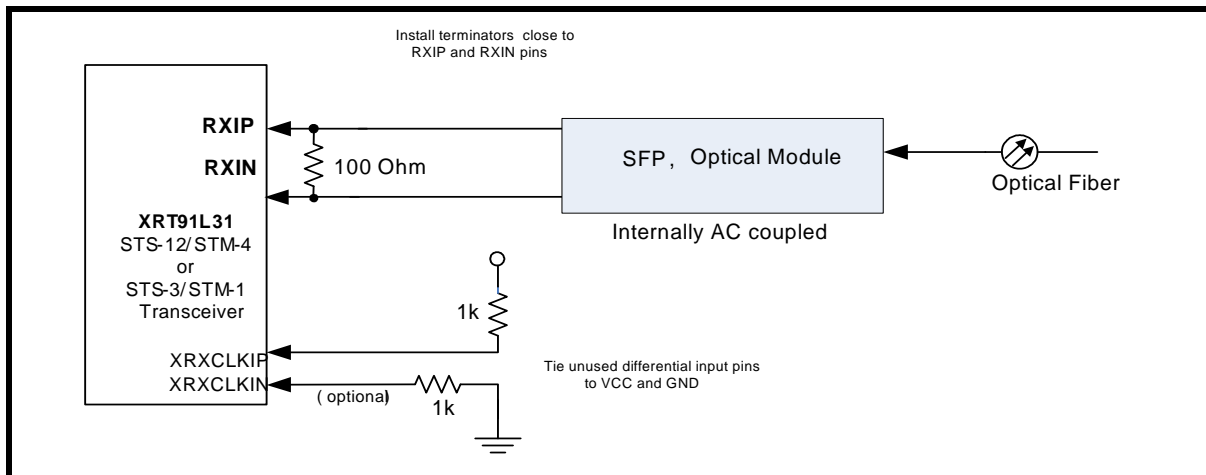 Install terminators close to
RXIP and RXIN pins
RXIP
RXIN
100 Ohm
SFP, Optical Module
Optical Fiber
Internally AC coupled
XRT91L31
STS-12/STM-4
or
STS-3/STM-1
Transceiver
1k
XRXCLKIP
XRXCLKIN
(optional)
1k
Tie unused differential input pins
to VCC and GND